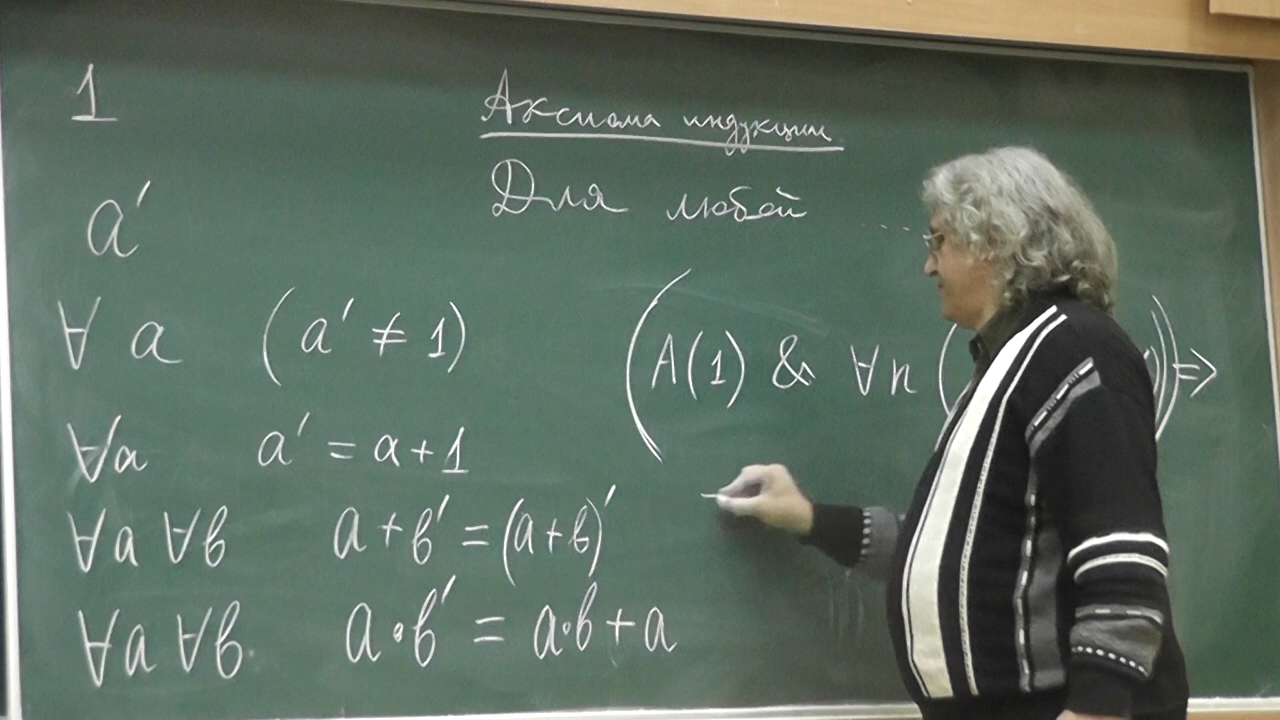 1
a′
∀ a (a′ ≠ 1)
∀a a′ = a+1
∀a ∀b a+b′ = (a+b)′
∀a ∀b a·b′ = a·b+a
Аксиома индукции
Для любой ...
(A(1) & ∀n ( )) ⇒